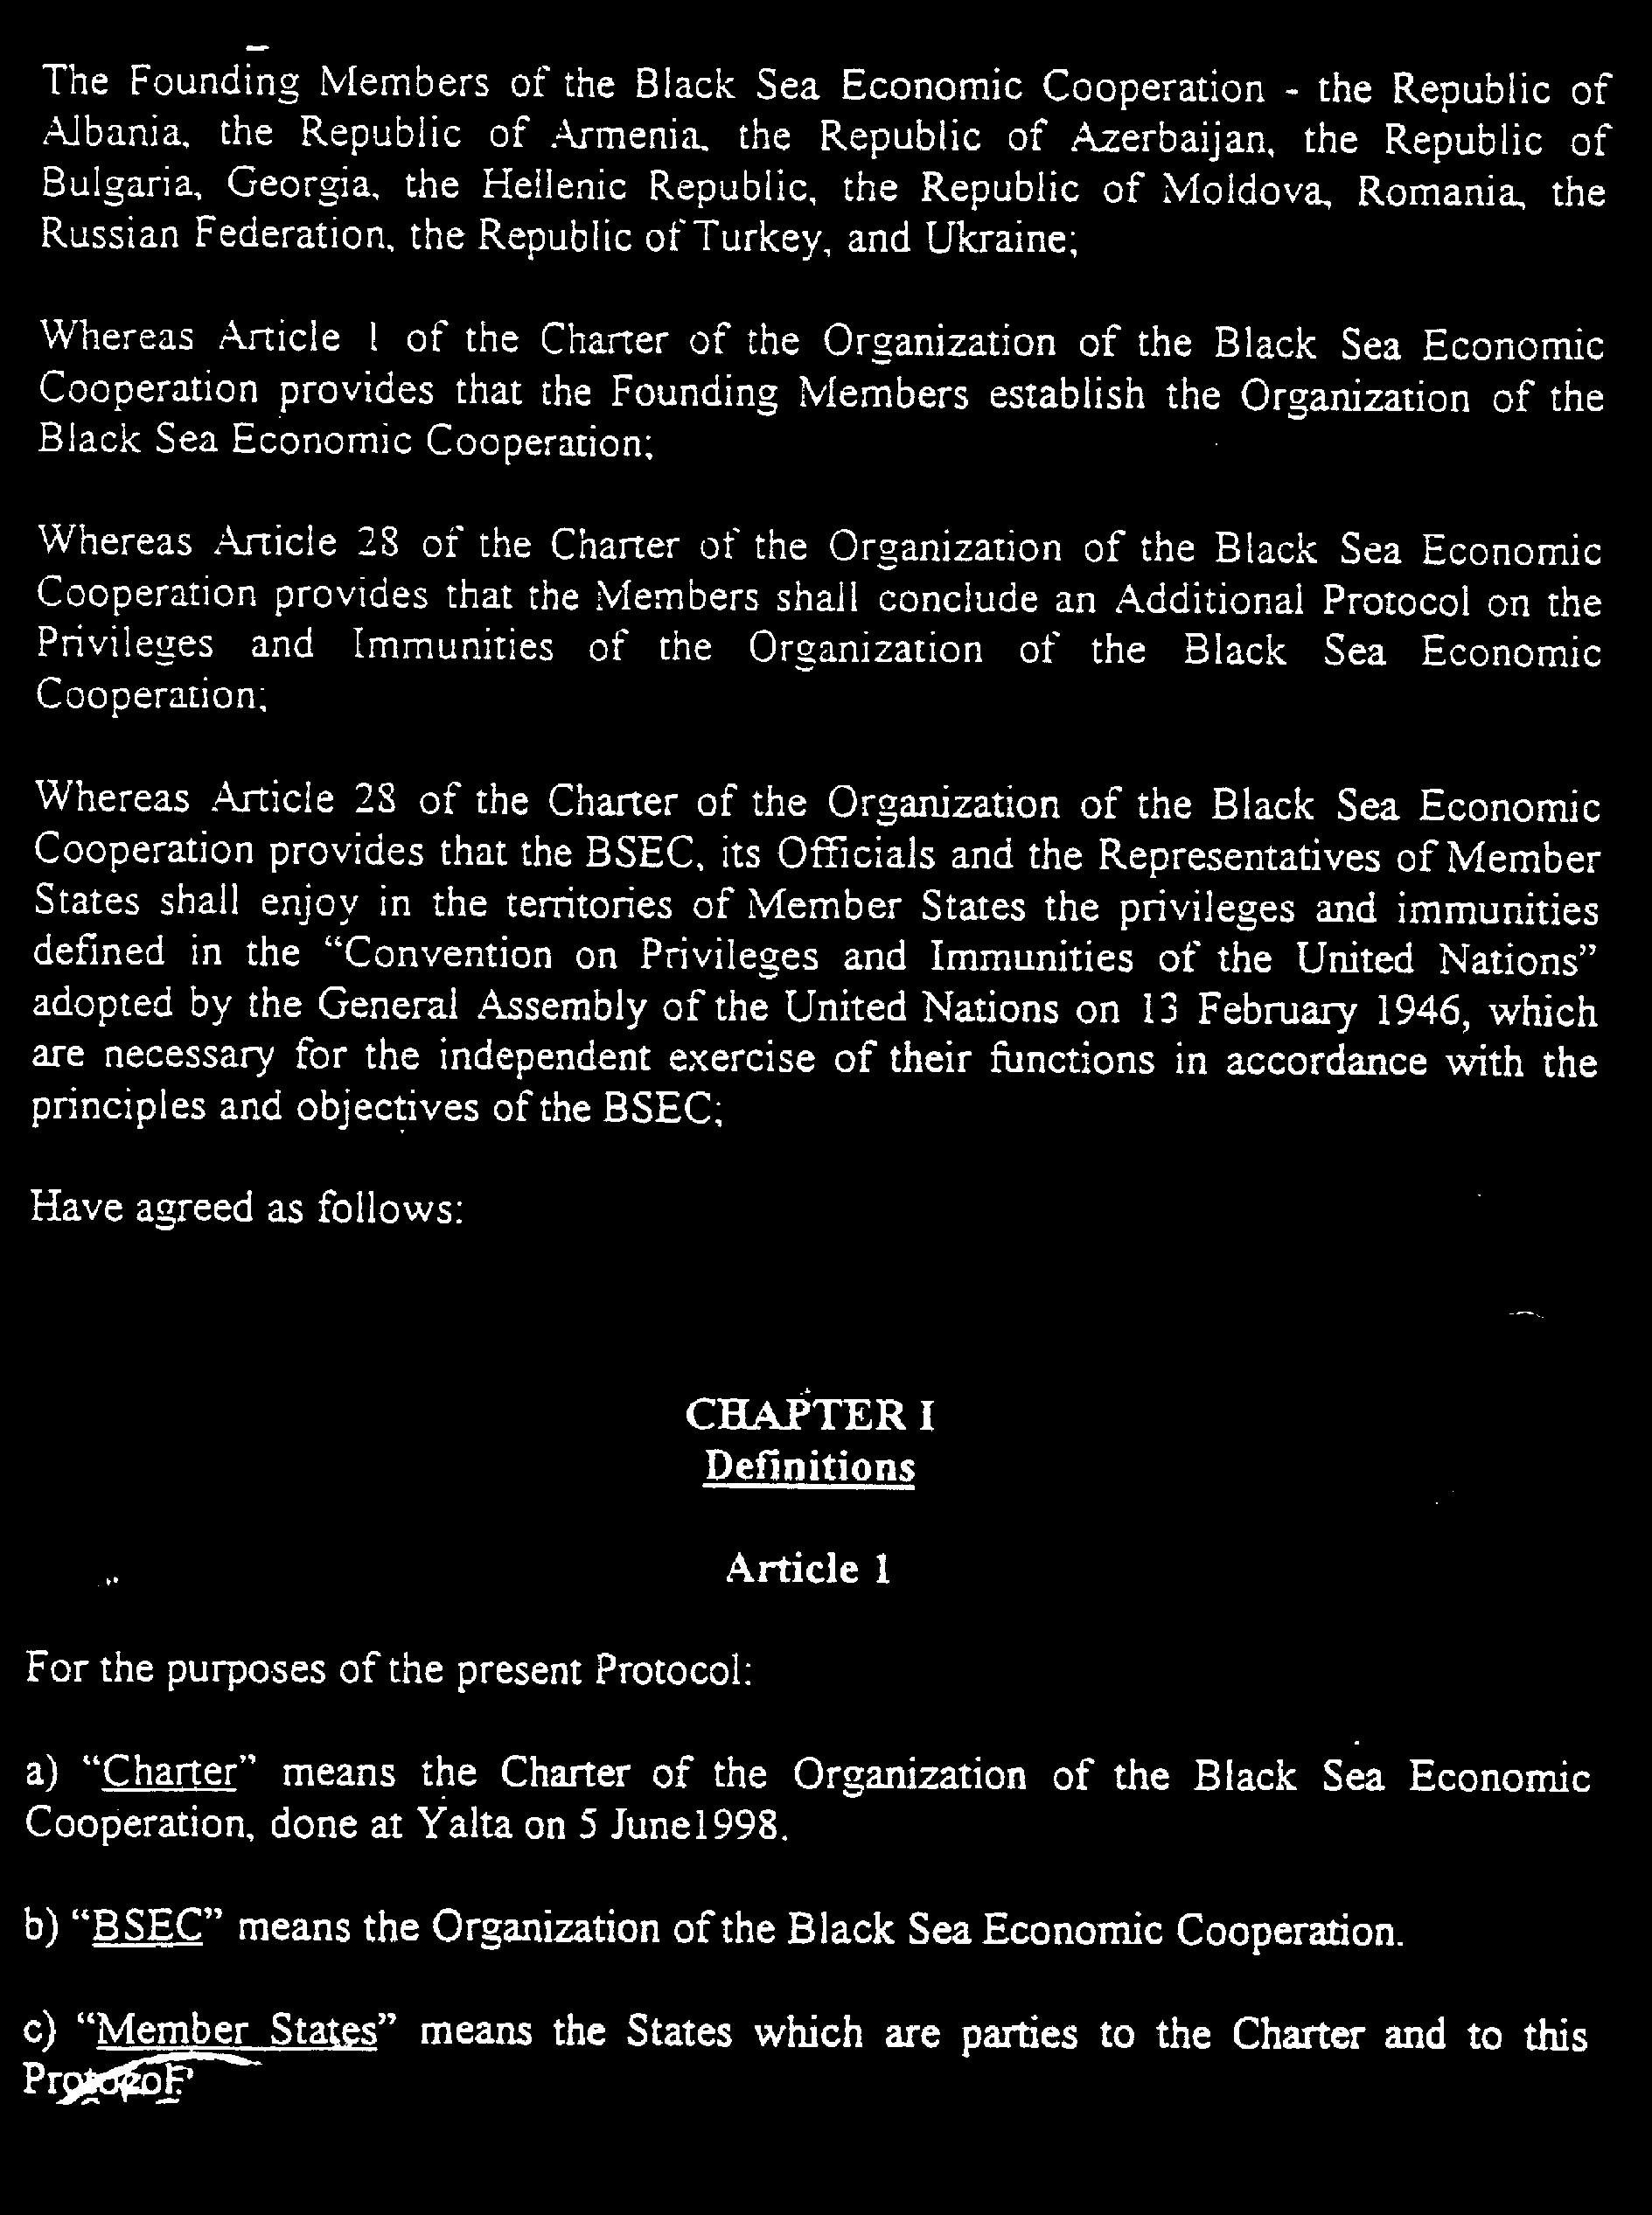 The Founding Members of the Black Sea Economic Cooperation - the Republic of
Albania, the Republic of Armenia, the Republic of Azerbaijan, the Republic of
Bulgaria, Georgia, the Hellenic Republic, the Republic of Moldova, Romania, the
Russian Federation, the Republic of Turkey, and Ukraine;
Whereas Article 1 of the Charter of the Organization of the Black Sea Economic
Cooperation provides that the Founding Members establish the Organization of the
Black Sea Economic Cooperation;
Whereas Article 28 of the Charter of the Organization of the Black Sea Economic
Cooperation provides that the Members shall conclude an Additional Protocol on the
Privileges and Immunities of the Organization of the Black Sea Economic
Cooperation;
Whereas Article 28 of the Charter of the Organization of the Black Sea Economic
Cooperation provides that the BSEC, its Officials and the Representatives of Member
States shall enjoy in the territories of Member States the privileges and immunities
defined in the “Convention on Privileges and Immunities of the United Nations”
adopted by the General Assembly of the United Nations on 13 February 1946, which
are necessary for the independent exercise of their functions in accordance with the
principles and objectives of the BSEC;
Have agreed as follows:
CHAPTER I
Definitions
Article 1
For the purposes of the present Protocol:
a) “Charter” means the Charter of the Organization of the Black Sea Economic
Cooperation, done at Yalta on 5 June1998.
b) “BSEC” means the Organization of the Black Sea Economic Cooperation.
c) “Member States” means the States which are parties to the Charter and to this
Protocol.